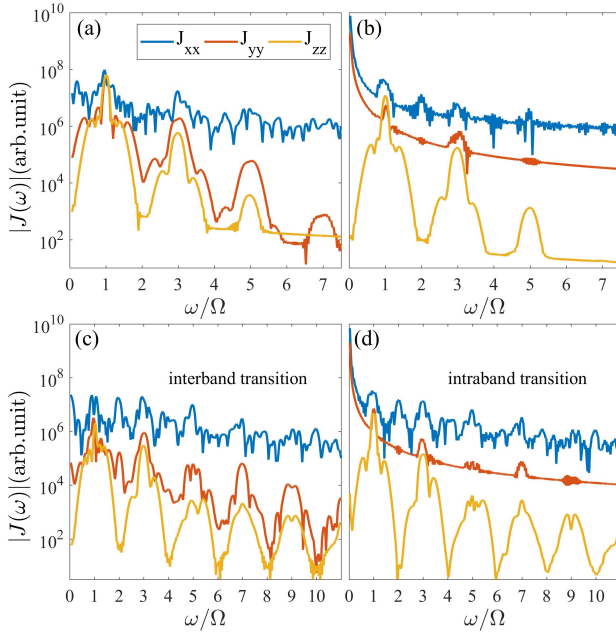 (a) J_xx J_yy J_zz (b)
10^10
10^8
10^6
10^4
10^2
|J(ω)|(arb.unit)
0 1 2 3 4 5 6 7
0 1 2 3 4 5 6 7
ω/Ω ω/Ω
(c) interband transition
(d) intraband transition
10^10
10^8
10^6
10^4
10^2
|J(ω)|(arb.unit)
0 1 2 3 4 5 6 7 8 9 10
0 1 2 3 4 5 6 7 8 9 10
ω/Ω ω/Ω